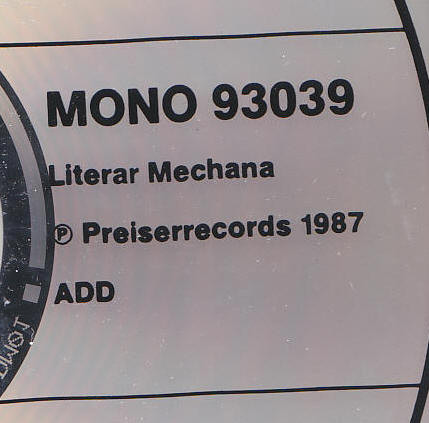 MONO 93039
Literar Mechana
℗ Preiserrecords 1987
ADD